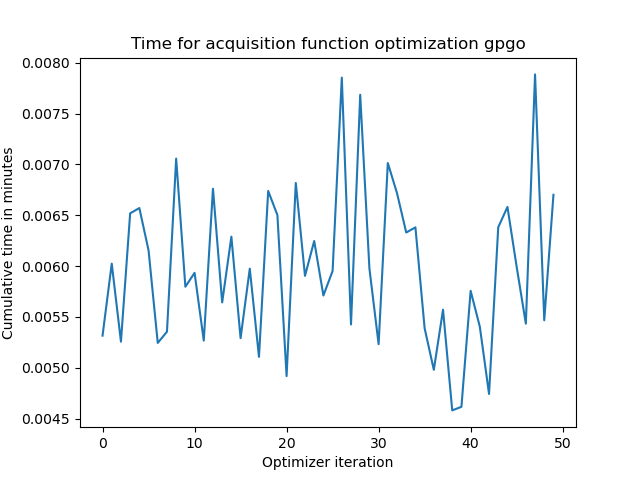 Time for acquisition function optimization gpgo
0.0080
0.0075
0.0070
0.0065
0.0060
0.0055
0.0050
0.0045
Cumulative time in minutes
0 10 20 30 40 50
Optimizer iteration